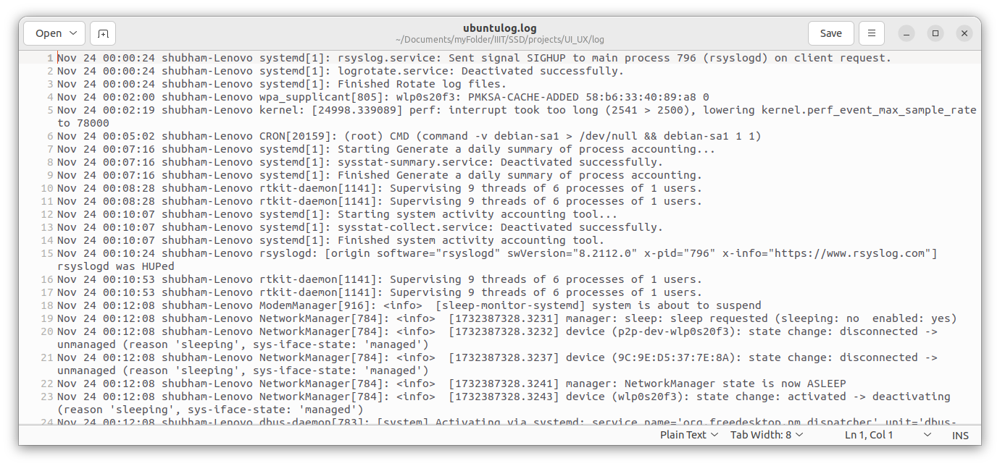 Open
ubuntulog.log
~/Documents/myFolder/IIIT/SSD/projects/UI_UX/log
Save
1 Nov 24 00:00:24 shubham-Lenovo systemd[1]: rsyslog.service: Sent signal SIGHUP to main process 796 (rsyslogd) on client request.
2 Nov 24 00:00:24 shubham-Lenovo systemd[1]: logrotate.service: Deactivated successfully.
3 Nov 24 00:00:24 shubham-Lenovo systemd[1]: Finished Rotate log files.
4 Nov 24 00:02:00 shubham-Lenovo wpa_supplicant[805]: wlp0s20f3: PMKSA-CACHE-ADDED 58:b6:33:40:89:a8 0
5 Nov 24 00:02:19 shubham-Lenovo kernel: [24998.339089] perf: interrupt took too long (2541 > 2500), lowering kernel.perf_event_max_sample_rate
to 78000
6 Nov 24 00:05:02 shubham-Lenovo CRON[20159]: (root) CMD (command -v debian-sa1 > /dev/null && debian-sa1 1 1)
7 Nov 24 00:07:16 shubham-Lenovo systemd[1]: Starting Generate a daily summary of process accounting...
8 Nov 24 00:07:16 shubham-Lenovo systemd[1]: sysstat-summary.service: Deactivated successfully.
9 Nov 24 00:07:16 shubham-Lenovo systemd[1]: Finished Generate a daily summary of process accounting.
10 Nov 24 00:08:28 shubham-Lenovo rtkit-daemon[1141]: Supervising 9 threads of 6 processes of 1 users.
11 Nov 24 00:08:28 shubham-Lenovo rtkit-daemon[1141]: Supervising 9 threads of 6 processes of 1 users.
12 Nov 24 00:10:07 shubham-Lenovo systemd[1]: Starting system activity accounting tool...
13 Nov 24 00:10:07 shubham-Lenovo systemd[1]: sysstat-collect.service: Deactivated successfully.
14 Nov 24 00:10:07 shubham-Lenovo systemd[1]: Finished system activity accounting tool.
15 Nov 24 00:10:24 shubham-Lenovo rsyslogd: [origin software="rsyslogd" swVersion="8.2112.0" x-pid="796" x-info="https://www.rsyslog.com"]
rsyslogd was HUPed
16 Nov 24 00:10:53 shubham-Lenovo rtkit-daemon[1141]: Supervising 9 threads of 6 processes of 1 users.
17 Nov 24 00:10:53 shubham-Lenovo rtkit-daemon[1141]: Supervising 9 threads of 6 processes of 1 users.
18 Nov 24 00:12:08 shubham-Lenovo ModemManager[916]: <info>  [sleep-monitor-systemd] system is about to suspend
19 Nov 24 00:12:08 shubham-Lenovo NetworkManager[784]: <info>  [1732387328.3231] manager: sleep: sleep requested (sleeping: no  enabled: yes)
20 Nov 24 00:12:08 shubham-Lenovo NetworkManager[784]: <info>  [1732387328.3232] device (p2p-dev-wlp0s20f3): state change: disconnected ->
unmanaged (reason 'sleeping', sys-iface-state: 'managed')
21 Nov 24 00:12:08 shubham-Lenovo NetworkManager[784]: <info>  [1732387328.3237] device (9C:9E:D5:37:7E:8A): state change: disconnected ->
unmanaged (reason 'sleeping', sys-iface-state: 'managed')
22 Nov 24 00:12:08 shubham-Lenovo NetworkManager[784]: <info>  [1732387328.3241] manager: NetworkManager state is now ASLEEP
23 Nov 24 00:12:08 shubham-Lenovo NetworkManager[784]: <info>  [1732387328.3243] device (wlp0s20f3): state change: activated -> deactivating
(reason 'sleeping', sys-iface-state: 'managed')
24 Nov 24 00:12:08 shubham-Lenovo dbus-daemon[783]: [system] Activating via systemd: service name='org.freedesktop.nm_dispatcher' unit='dbus-
Plain Text Tab Width: 8 Ln 1, Col 1 INS